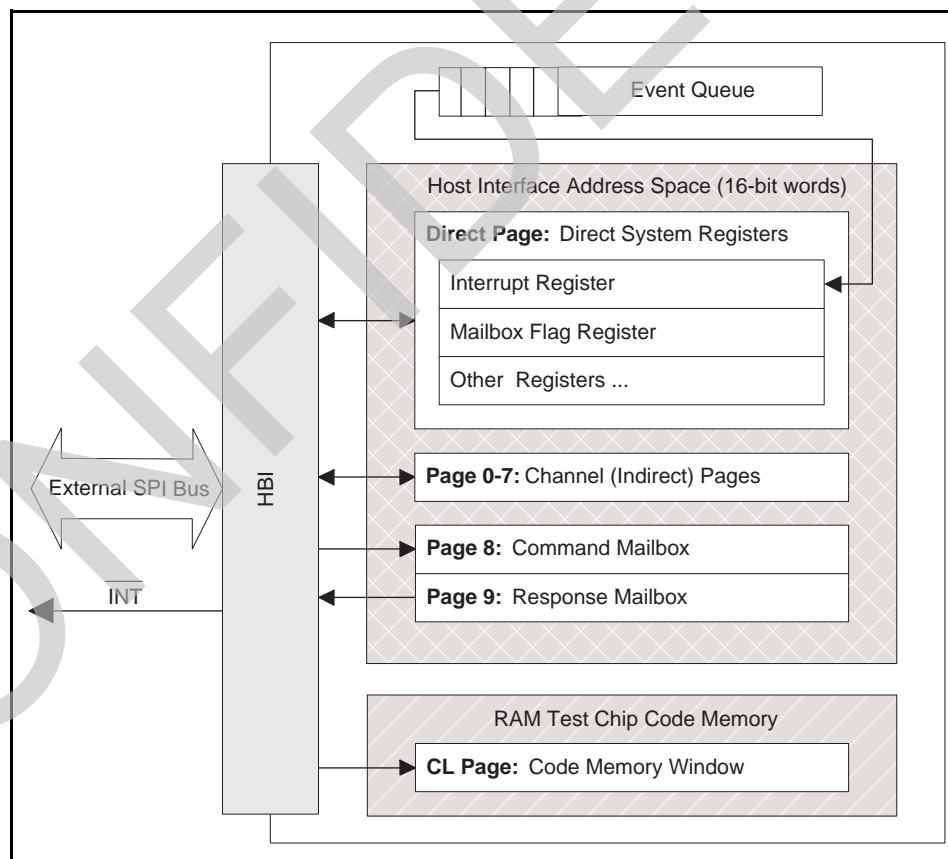 Event Queue
Host Interface Address Space (16-bit words)
Direct Page: Direct System Registers
Interrupt Register
Mailbox Flag Register
Other Registers ...
External SPI Bus
HBI
Page 0-7: Channel (Indirect) Pages
Page 8: Command Mailbox
INT
Page 9: Response Mailbox
RAM Test Chip Code Memory
CL Page: Code Memory Window
ONFIDE